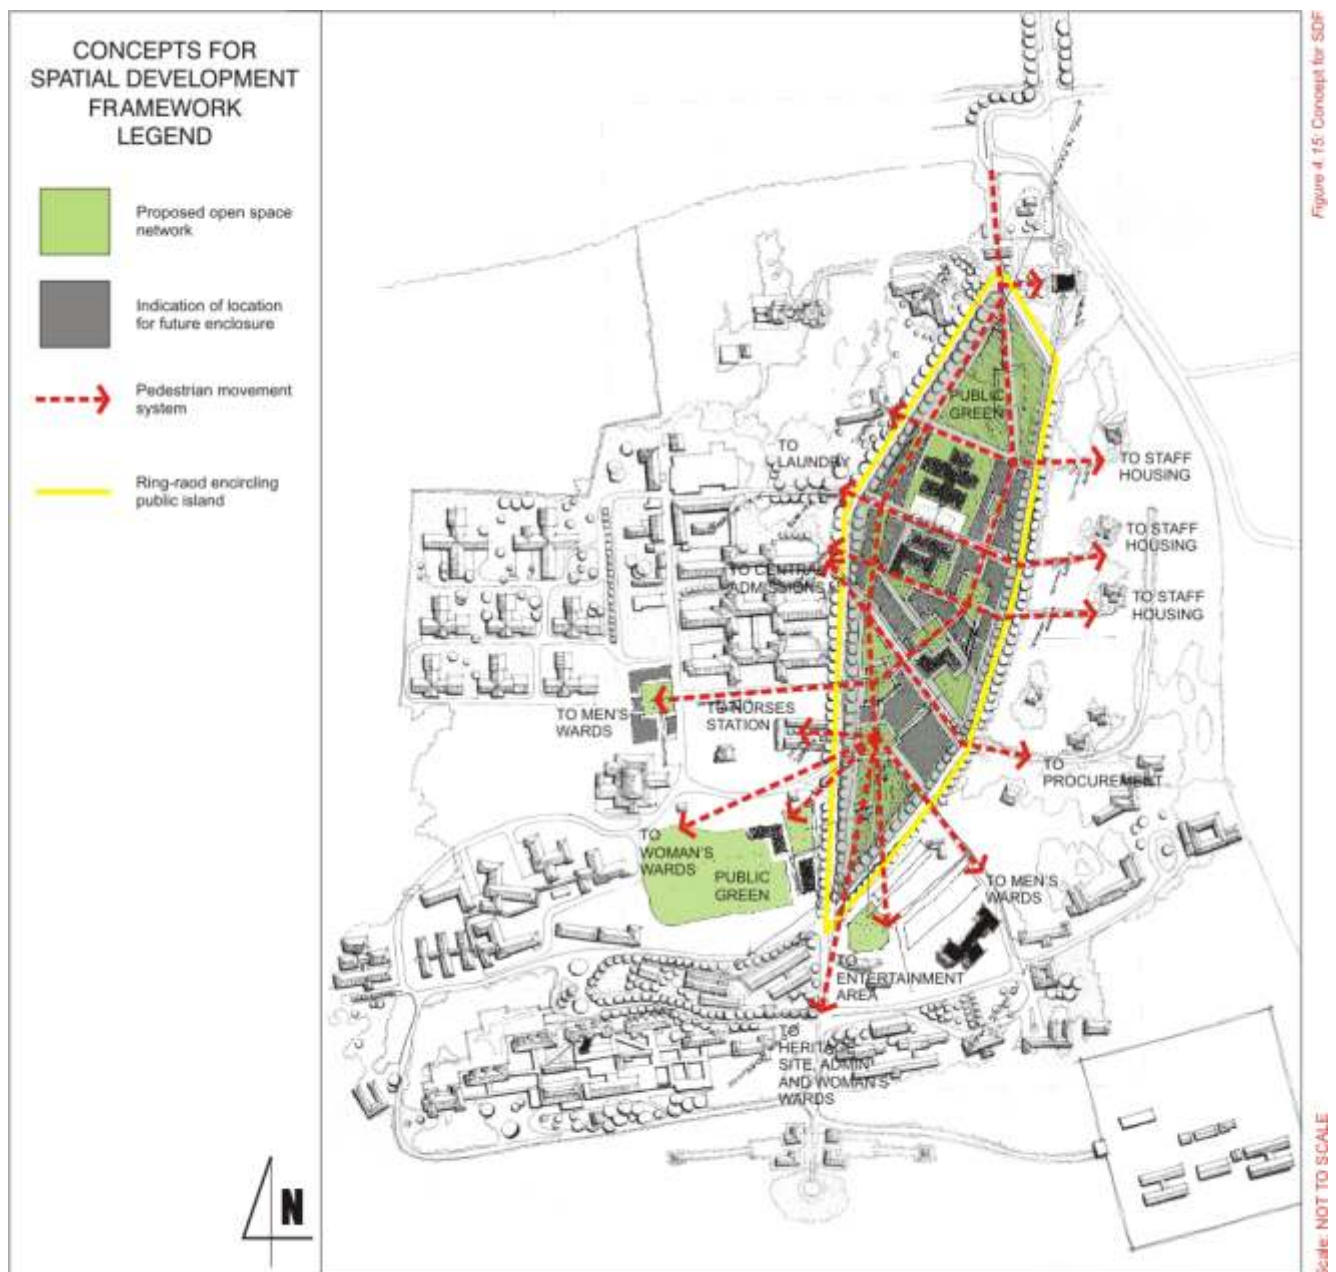 CONCEPTS FOR
SPATIAL DEVELOPMENT
FRAMEWORK
LEGEND
Proposed open space
network
Indication of location
for future enclosure
Pedestrian movement
system
Ring-raod encircling
public island
N
PUBLIC
GREEN
TO
LAUNDRY
TO STAFF
HOUSING
TO STAFF
HOUSING
TO CENTRAL
ADMISSIONS
TO STAFF
HOUSING
TO MEN'S
WARDS
TO NURSES
STATION
TO
PROCUREMENT
TO
WOMAN'S
WARDS
PUBLIC
GREEN
TO MEN'S
WARDS
TO
ENTERTAINMENT
AREA
TO
HERITAGE
SITE, ADMIN
AND WOMAN'S
WARDS
Figure 4.15: Concept for SDF
Scale: NOT TO SCALE